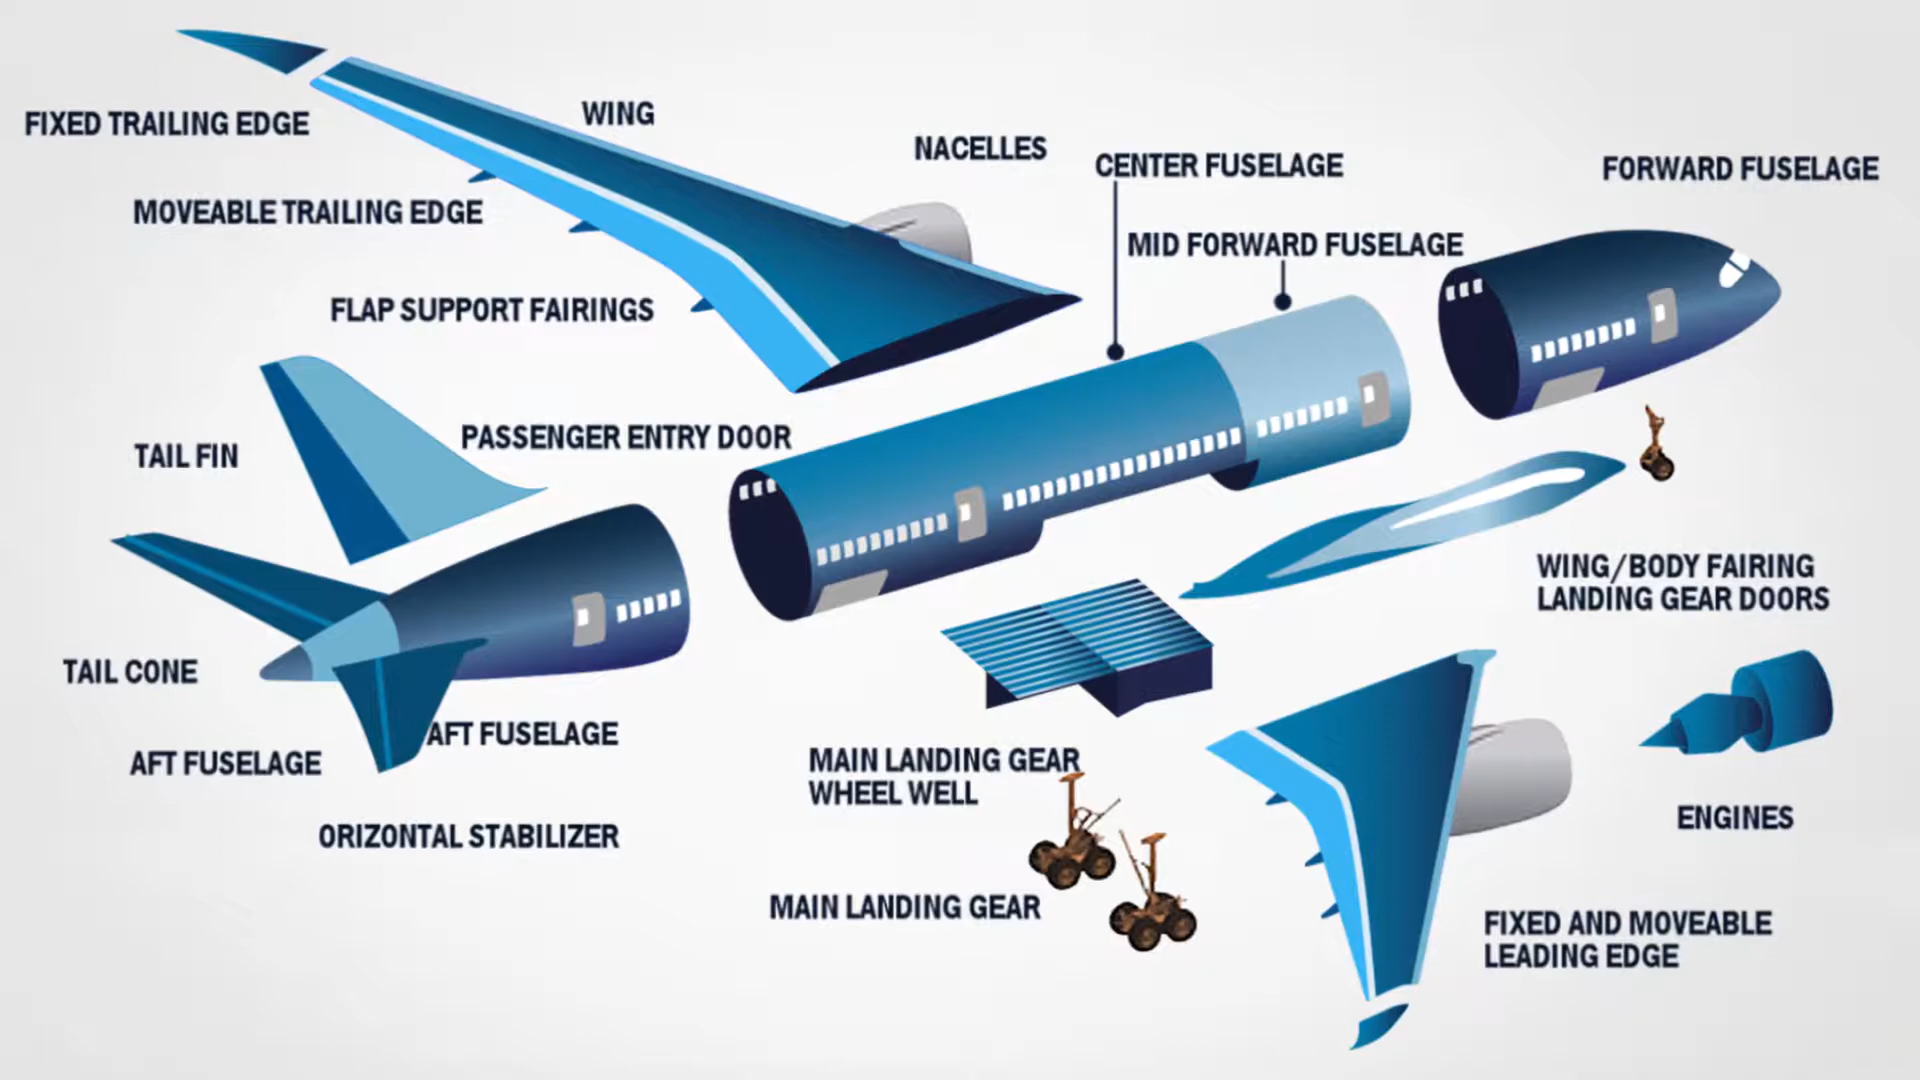 FIXED TRAILING EDGE
WING
NACELLES
CENTER FUSELAGE
FORWARD FUSELAGE
MOVEABLE TRAILING EDGE
MID FORWARD FUSELAGE
FLAP SUPPORT FAIRINGS
PASSENGER ENTRY DOOR
TAIL FIN
WING/BODY FAIRING
LANDING GEAR DOORS
TAIL CONE
AFT FUSELAGE
AFT FUSELAGE
MAIN LANDING GEAR
WHEEL WELL
ENGINES
ORIZONTAL STABILIZER
MAIN LANDING GEAR
FIXED AND MOVEABLE
LEADING EDGE